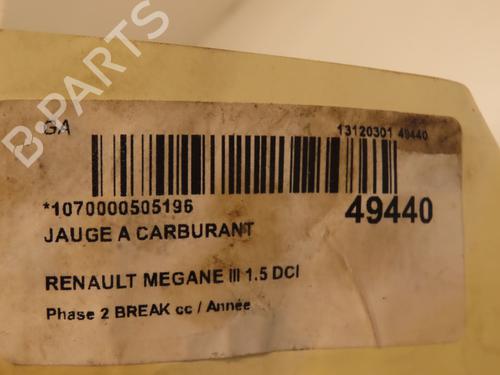 B-PARTS
GA
13120301 49440
*1070000505196
49440
JAUGE A CARBURANT
RENAULT MEGANE III 1.5 DCI
Phase 2 BREAK cc / Année